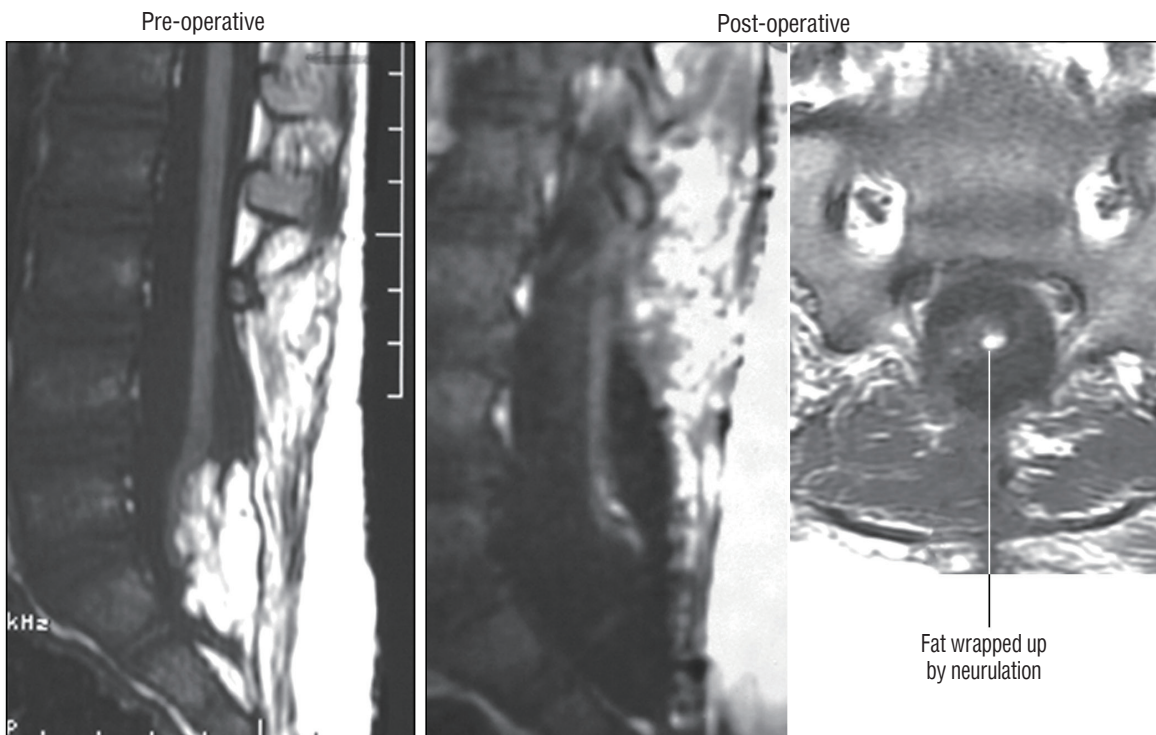 Pre-operative
Post-operative
kHz
P
Fat wrapped up
by neurulation